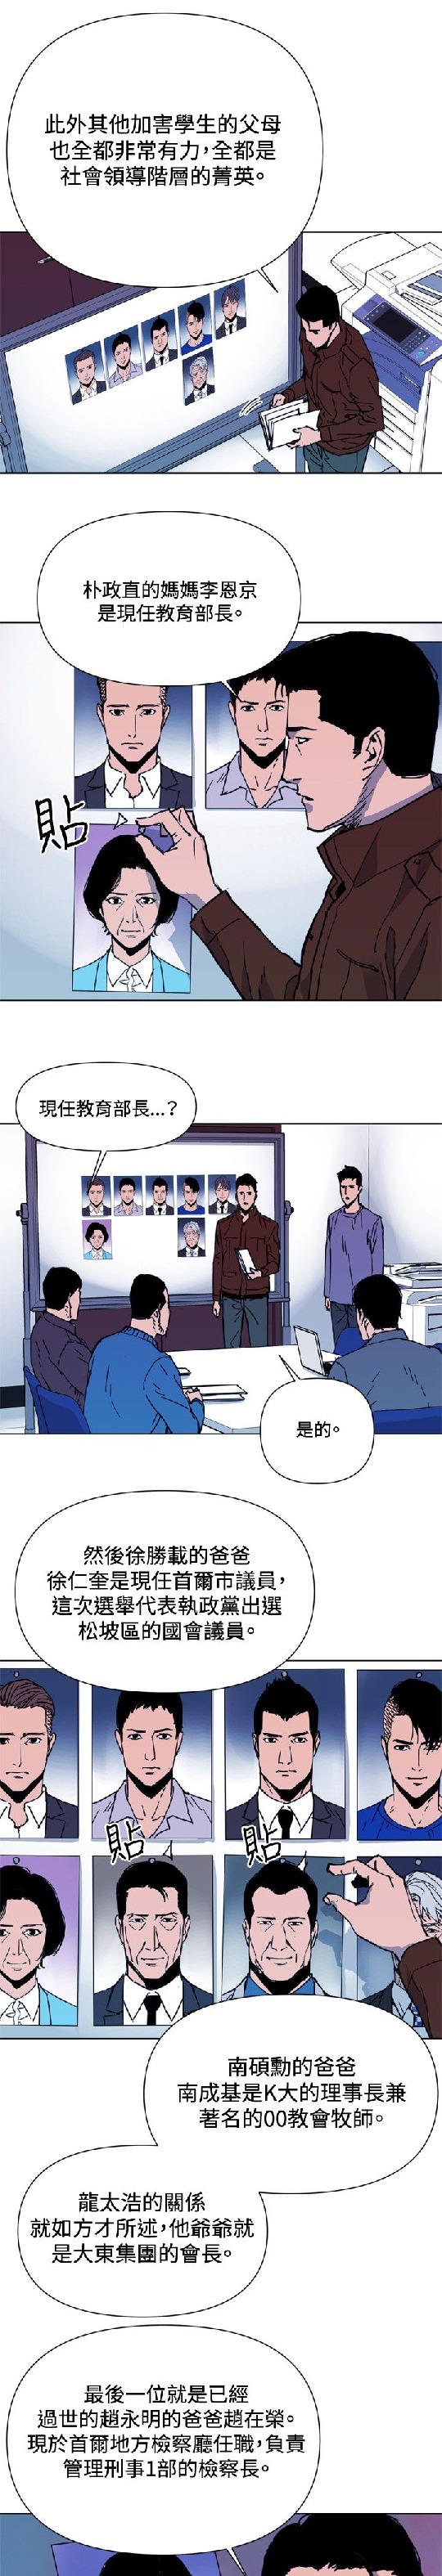 此外其他加害學生的父母
也全都非常有力，全都是
社會領導階層的菁英。
朴政直的媽媽李恩京
是現任教育部長。
貼
現任教育部長…？
是的。
然後徐勝載的爸爸
徐仁奎是現任首爾市議員，
這次選舉代表執政黨出選
松坡區的國會議員。
貼
貼
南碩勳的爸爸
南成基是K大的理事長兼
著名的00教會牧師。
龍太浩的關係
就如方才所述，他爺爺就
是大東集團的會長。
最後一位就是已經
過世的趙永明的爸爸趙在榮。
現於首爾地方檢察廳任職，負責
管理刑事1部的檢察長。